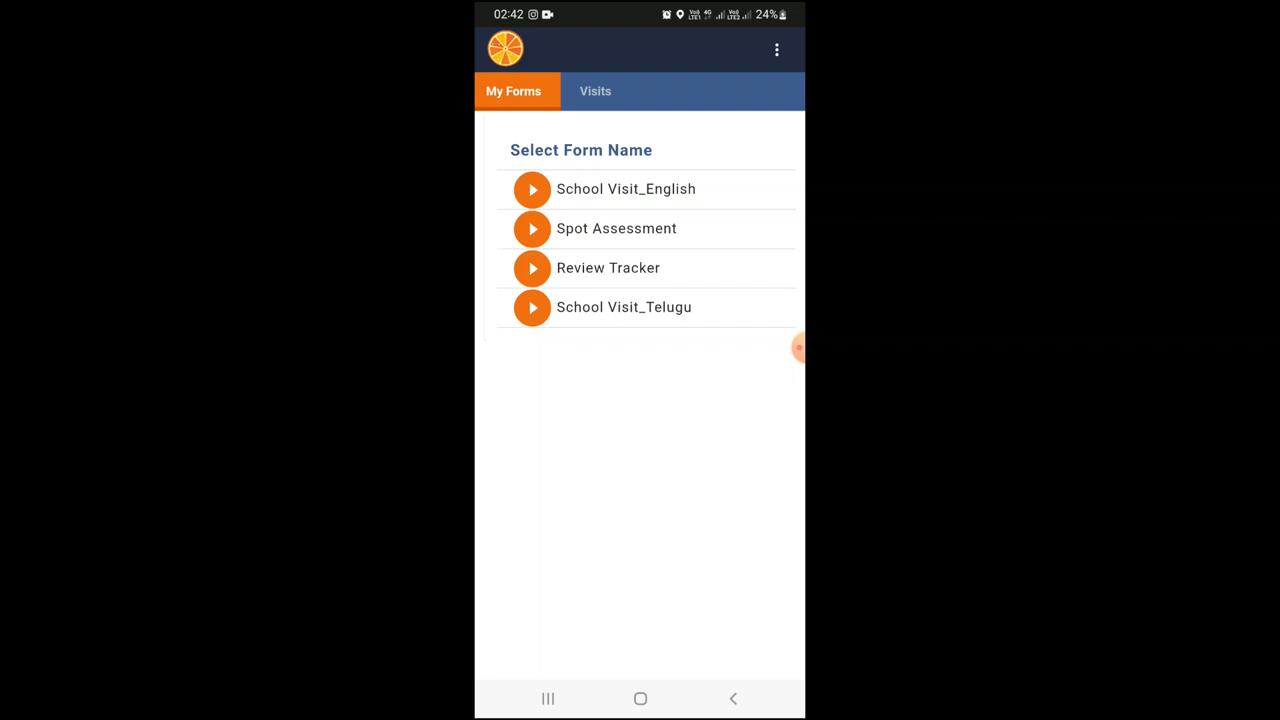 02:42 24%
My Forms Visits
Select Form Name
School Visit_English
Spot Assessment
Review Tracker
School Visit_Telugu